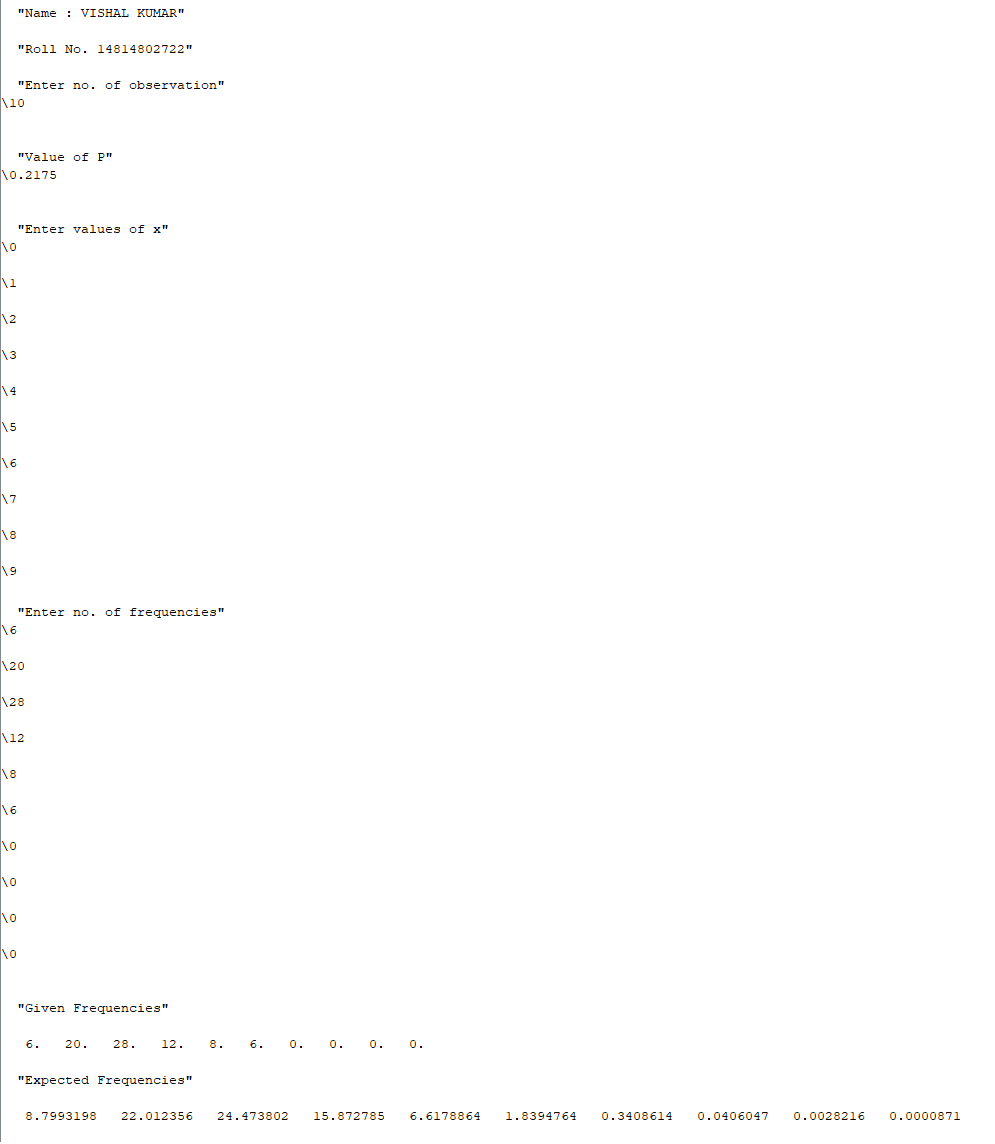 "Name : VISHAL KUMAR"
"Roll No. 14814802722"
"Enter no. of observation"
\10
"Value of P"
\0.2175
"Enter values of x"
\0
\1
\2
\3
\4
\5
\6
\7
\8
\9
"Enter no. of frequencies"
\6
\20
\28
\12
\8
\6
\0
\0
\0
\0
"Given Frequencies"
6. 20. 28. 12. 8. 6. 0. 0. 0. 0.
"Expected Frequencies"
8.7993198 22.012356 24.473802 15.872785 6.6178864 1.8394764 0.3408614 0.0406047 0.0028216 0.0000871